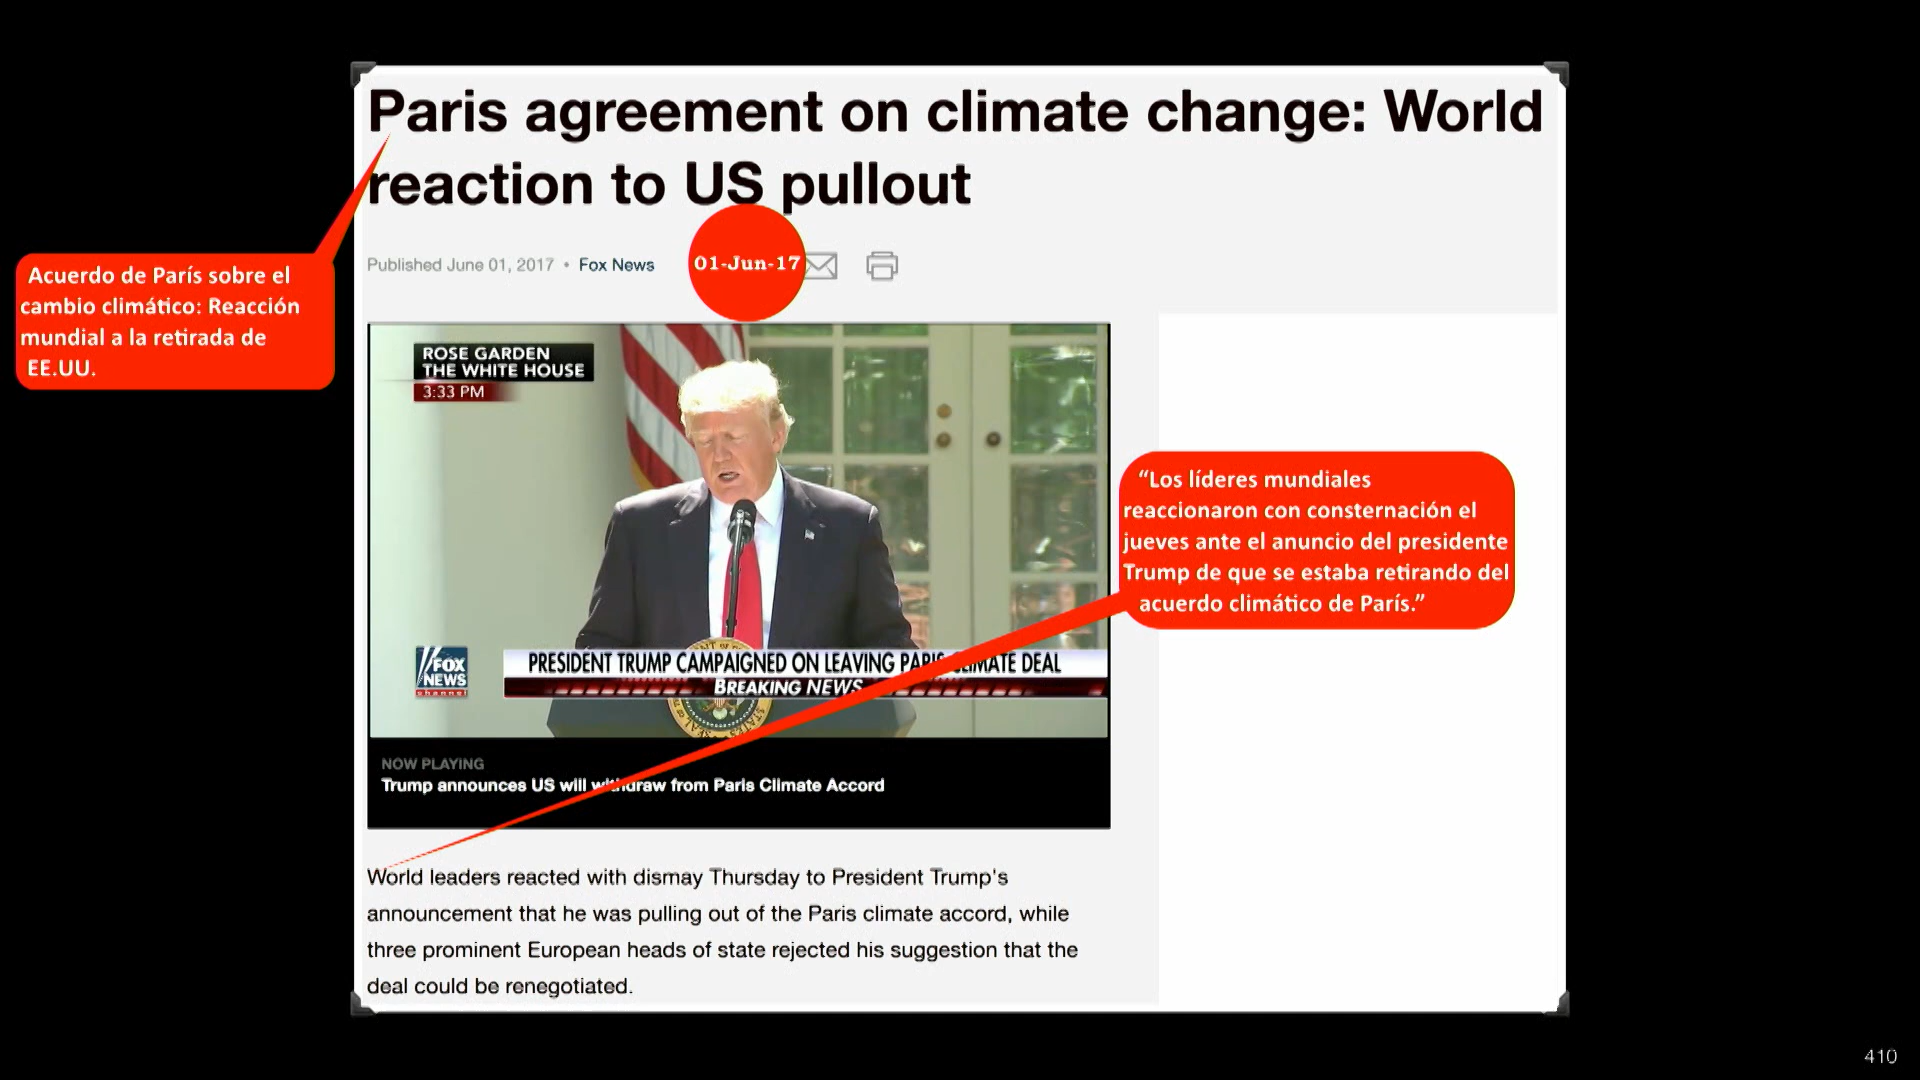 Paris agreement on climate change: World
reaction to US pullout
Published June 01, 2017 • Fox News
01-Jun-17
Acuerdo de París sobre el
cambio climático: Reacción
mundial a la retirada de
EE.UU.
ROSE GARDEN
THE WHITE HOUSE
3:33 PM
“Los líderes mundiales
reaccionaron con consternación el
jueves ante el anuncio del presidente
Trump de que se estaba retirando del
acuerdo climático de París.”
FOX
NEWS
channel
PRESIDENT TRUMP CAMPAIGNED ON LEAVING PARIS CLIMATE DEAL
BREAKING NEWS
NOW PLAYING
Trump announces US will withdraw from Paris Climate Accord
World leaders reacted with dismay Thursday to President Trump's
announcement that he was pulling out of the Paris climate accord, while
three prominent European heads of state rejected his suggestion that the
deal could be renegotiated.
410